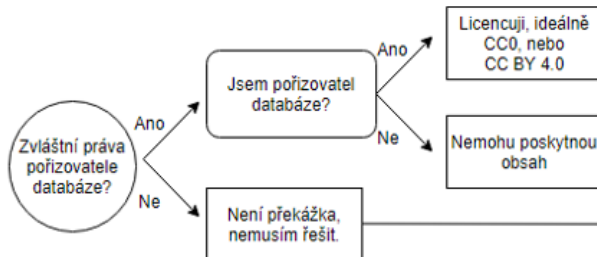 Zvláštní práva
pořizovatele
databáze?
Ano
Ne
Jsem pořizovatel
databáze?
Ano
Ne
Licencuji, ideálně
CC0, nebo
CC BY 4.0
Nemohu poskytnou
obsah
Není překážka,
nemusím řešit.